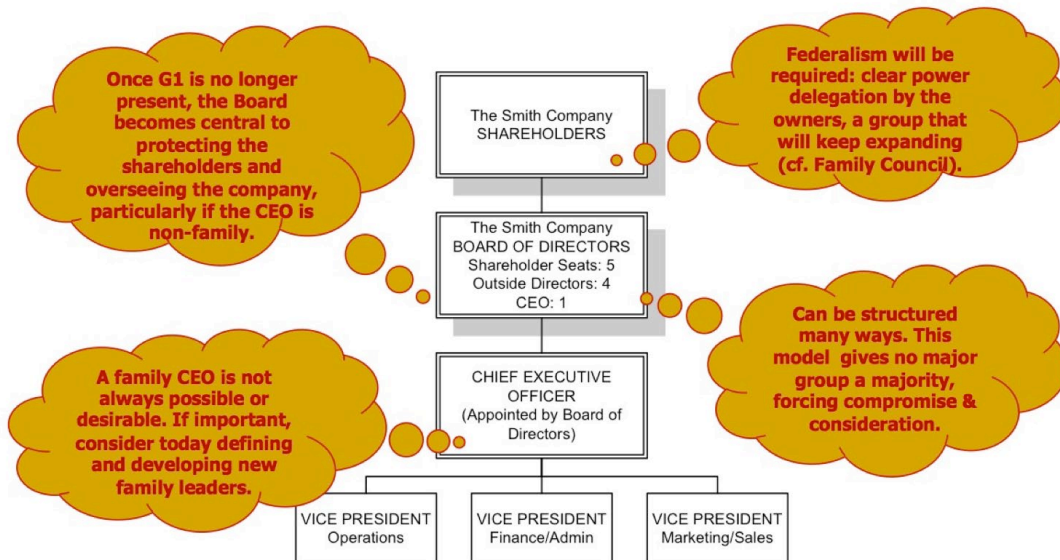 Once G1 is no longer
present, the Board
becomes central to
protecting the
shareholders and
overseeing the company,
particularly if the CEO is
non-family.
The Smith Company
SHAREHOLDERS
Federalism will be
required: clear power
delegation by the
owners, a group that
will keep expanding
(cf. Family Council).
The Smith Company
BOARD OF DIRECTORS
Shareholder Seats: 5
Outside Directors: 4
CEO: 1
Can be structured
many ways. This
model gives no major
group a majority,
forcing compromise &
consideration.
A family CEO is not
always possible or
desirable. If important,
consider today defining
and developing new
family leaders.
CHIEF EXECUTIVE
OFFICER
(Appointed by Board of
Directors)
VICE PRESIDENT
Operations
VICE PRESIDENT
Finance/Admin
VICE PRESIDENT
Marketing/Sales